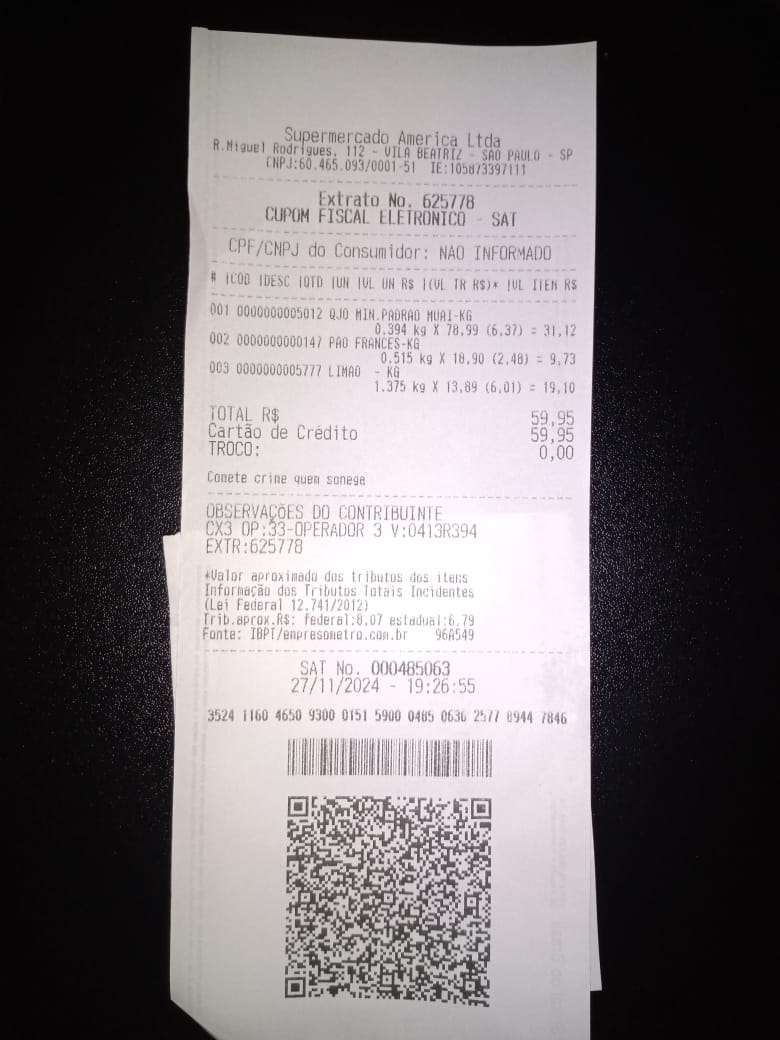 Supermercado America Ltda
R.Miguel Rodrigues, 112 - VILA BEATRIZ - SAO PAULO - SP
CNPJ:60.465.093/0001-51 IE:105873397111
Extrato No. 625778
CUPOM FISCAL ELETRONICO - SAT
CPF/CNPJ do Consumidor: NAO INFORMADO
# |COD |DESC |QTD |UN |VL UN R$ |(VL TR R$)* |VL ITEM R$
001 0000000005012 QJO MIN.PADRAO MUAI-KG
0.394 kg X 78,99 (6,37) = 31,12
002 0000000000147 PAO FRANCES-KG
0.515 kg X 18,90 (2,48) = 9,73
003 0000000005777 LIMAO - KG
1.375 kg X 13,89 (6,01) = 19,10
TOTAL R$ 59,95
Cartão de Crédito 59,95
TROCO: 0,00
Comete crime quem sonega
OBSERVAÇÕES DO CONTRIBUINTE
CX3 OP:33-OPERADOR 3 V:0413R394
EXTR:625778
*Valor aproximado dos tributos dos itens
Informação dos Tributos Totais Incidentes
(Lei Federal 12.741/2012)
Trib.aprox.R$: federal:8,07 estadual:6,79
Fonte: IBPT/empresometro.com.br 96A549
SAT No. 000485063
27/11/2024 - 19:26:55
3524 1160 4650 9300 0151 5900 0485 0636 2577 8944 7846